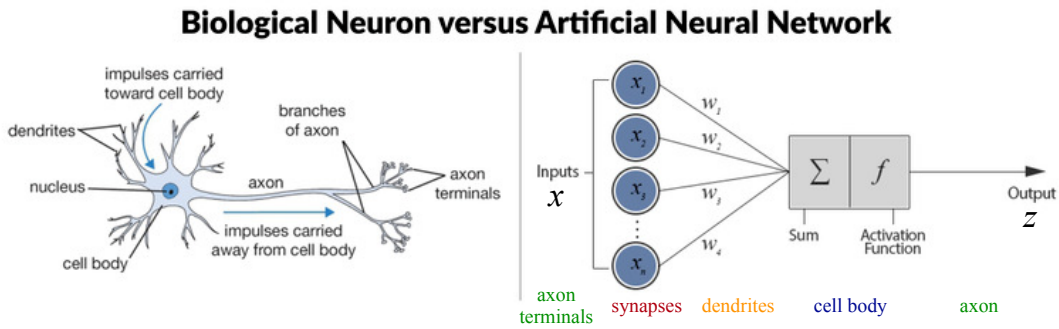 Biological Neuron versus Artificial Neural Network
impulses carried
toward cell body
dendrites
nucleus
cell body
axon
impulses carried
away from cell body
branches
of axon
axon
terminals
Inputs
x
x₁
x₂
x₃
xₙ
w₁
w₂
w₃
w₄
∑
f
Sum
Activation
Function
Output
z
axon
terminals
synapses
dendrites
cell body
axon